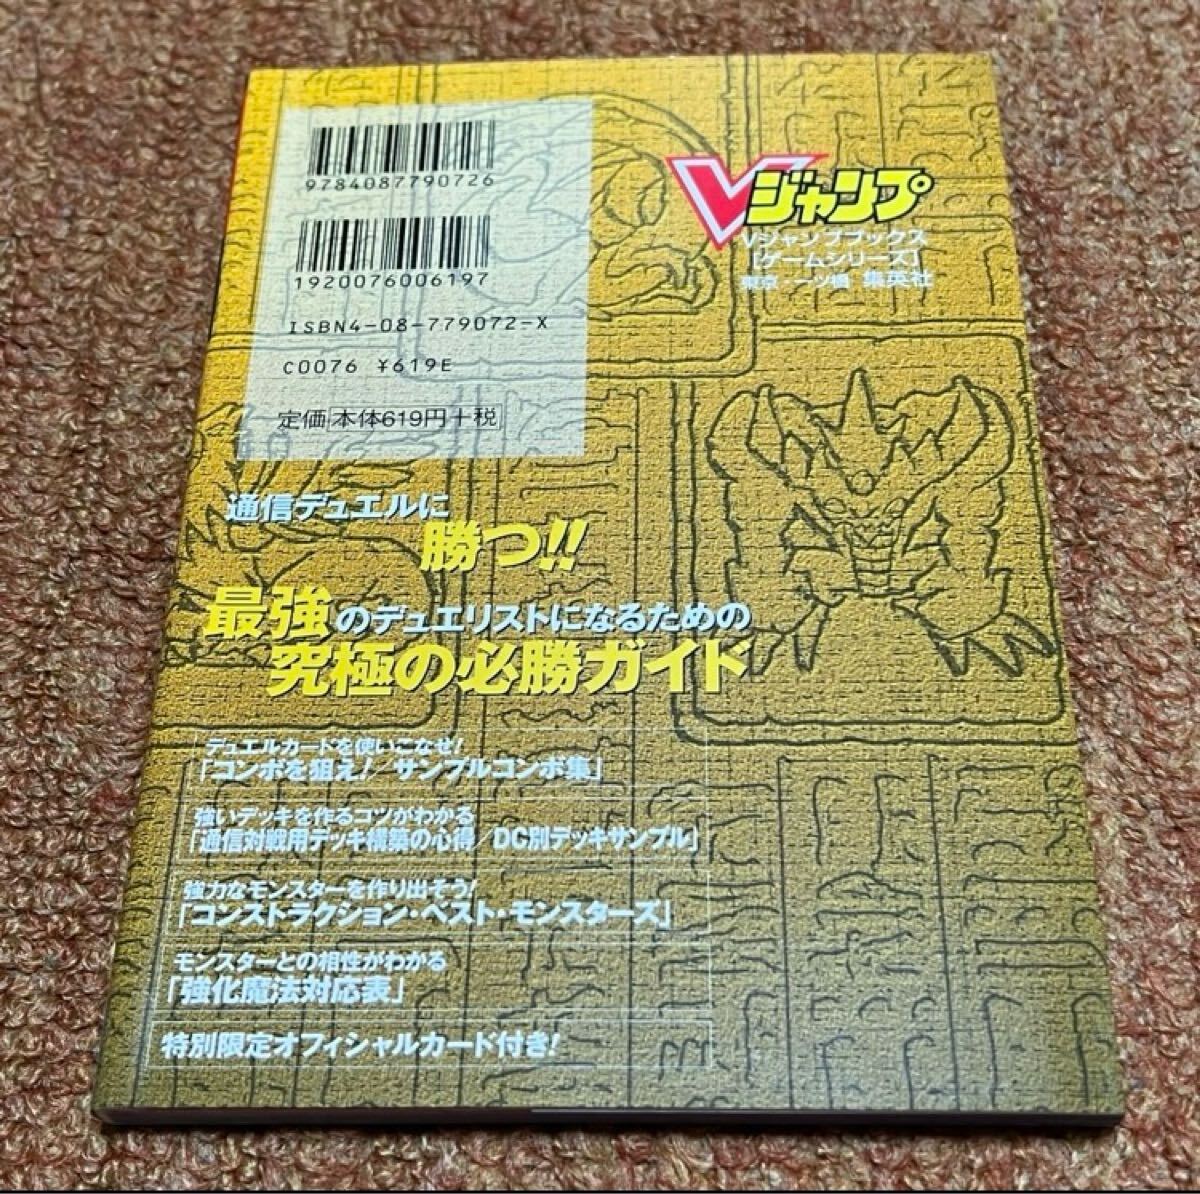 9784087790726
1920076006197
ISBN4-08-779072-X
C0076 ¥619E
定価 本体619円+税
Vジャンプ
Vジャンプブックス
[ゲームシリーズ]
東京・一ツ橋 集英社
通信デュエルに
勝つ!!
最強のデュエリストになるための
究極の必勝ガイド
デュエルカードを使いこなせ!
「コンボを狙え!/サンプルコンボ集」
強いデッキを作るコツがわかる
「通信対戦用デッキ構築の心得/DC別デッキサンプル」
強力なモンスターを作り出そう!
「コンストラクション・ベスト・モンスターズ」
モンスターとの相性がわかる
「強化魔法対応表」
特別限定オフィシャルカード付き!